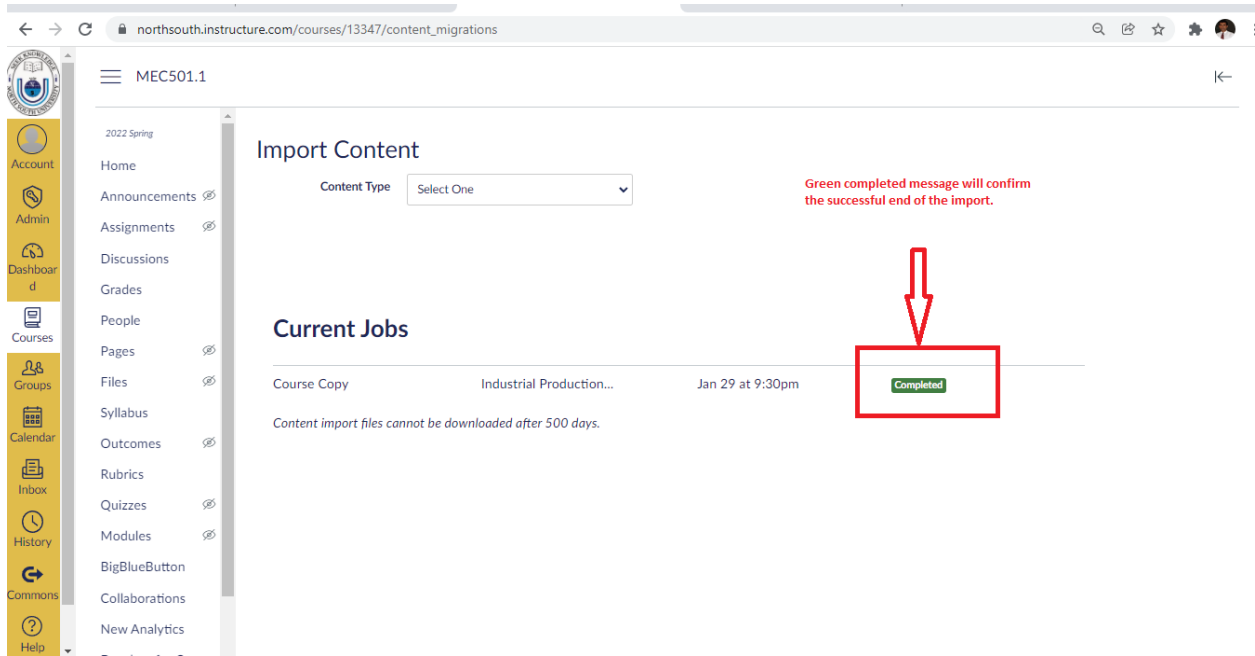 northsouth.instructure.com/courses/13347/content_migrations
MEC501.1
Account
Admin
Dashboar
d
Courses
Groups
Calendar
Inbox
History
Commons
Help
2022 Spring
Home
Announcements
Assignments
Discussions
Grades
People
Pages
Files
Syllabus
Outcomes
Rubrics
Quizzes
Modules
BigBlueButton
Collaborations
New Analytics
Import Content
Content Type Select One
Green completed message will confirm
the successful end of the import.
Current Jobs
Course Copy Industrial Production... Jan 29 at 9:30pm Completed
Content import files cannot be downloaded after 500 days.